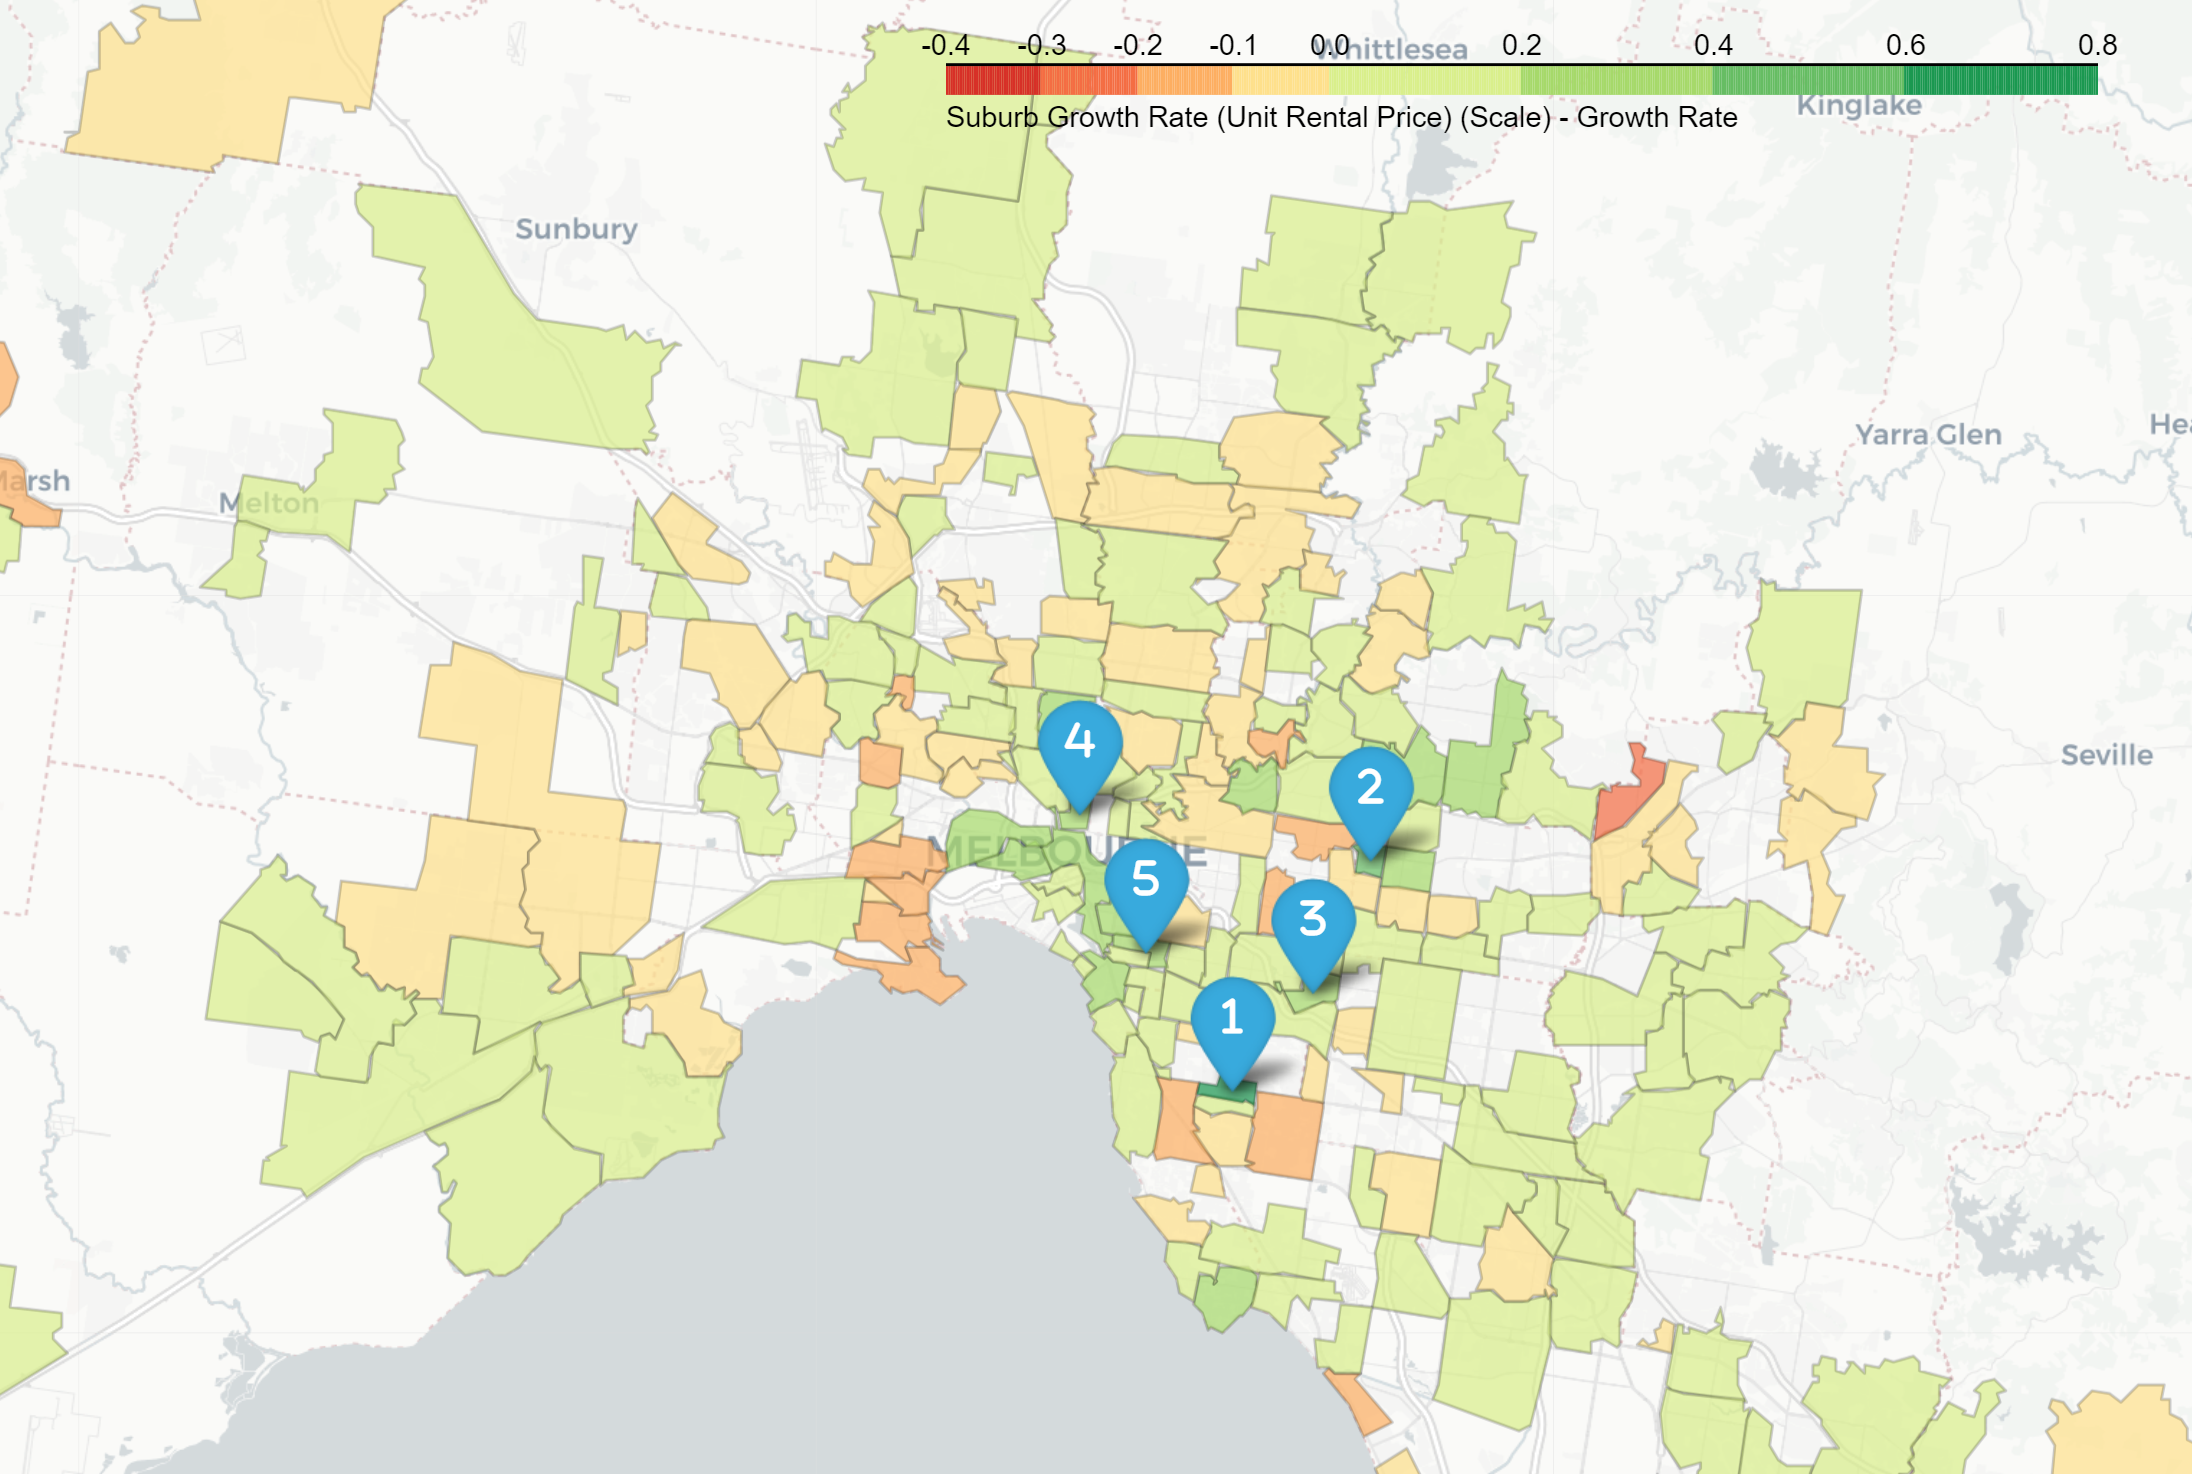 -0.4 -0.3 -0.2 -0.1 0.0 0.2 0.4 0.6 0.8
Whittlesea
Suburb Growth Rate (Unit Rental Price) (Scale) - Growth Rate
Kinglake
Sunbury
Yarra Glen
Marsh
Melton
Seville
4
2
MELBOURNE
5
3
1